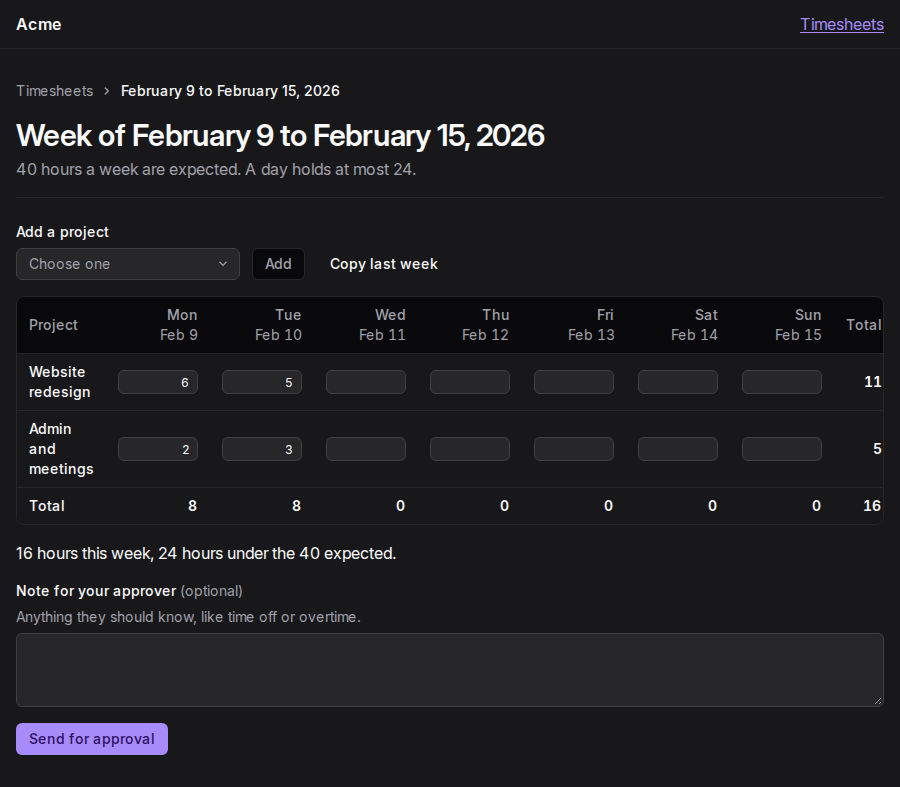 Acme
Timesheets
Timesheets > February 9 to February 15, 2026
Week of February 9 to February 15, 2026
40 hours a week are expected. A day holds at most 24.
Add a project
Choose one
Add
Copy last week
Project Mon Feb 9 Tue Feb 10 Wed Feb 11 Thu Feb 12 Fri Feb 13 Sat Feb 14 Sun Feb 15 Total
Website redesign 6 5 11
Admin and meetings 2 3 5
Total 8 8 0 0 0 0 0 16
16 hours this week, 24 hours under the 40 expected.
Note for your approver (optional)
Anything they should know, like time off or overtime.
Send for approval